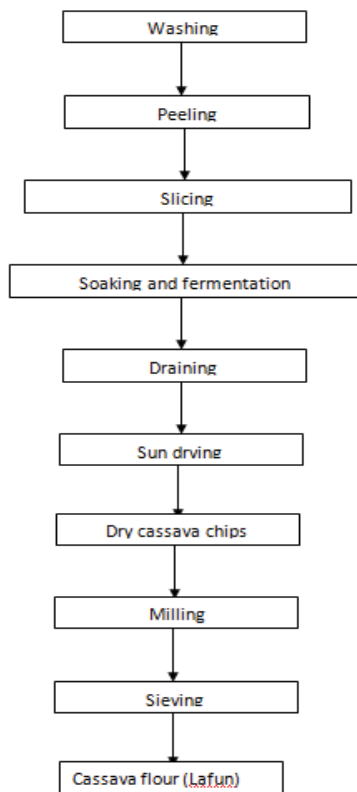 Washing
Peeling
Slicing
Soaking and fermentation
Draining
Sun drying
Dry cassava chips
Milling
Sieving
Cassava flour (Lafun)